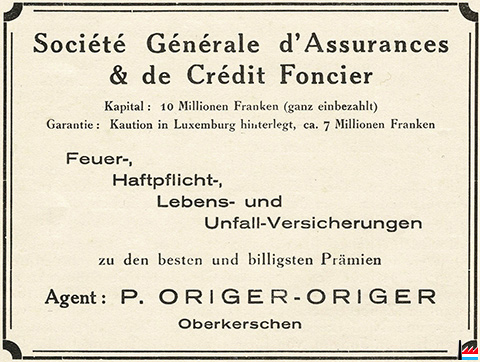 Société Générale d'Assurances
& de Crédit Foncier
Kapital: 10 Millionen Franken (ganz einbezahlt)
Garantie: Kaution in Luxemburg hinterlegt, ca. 7 Millionen Franken
Feuer-,
Haftpflicht-,
Lebens- und
Unfall-Versicherungen
zu den besten und billigsten Prämien
Agent: P. ORIGER-ORIGER
Oberkerschen